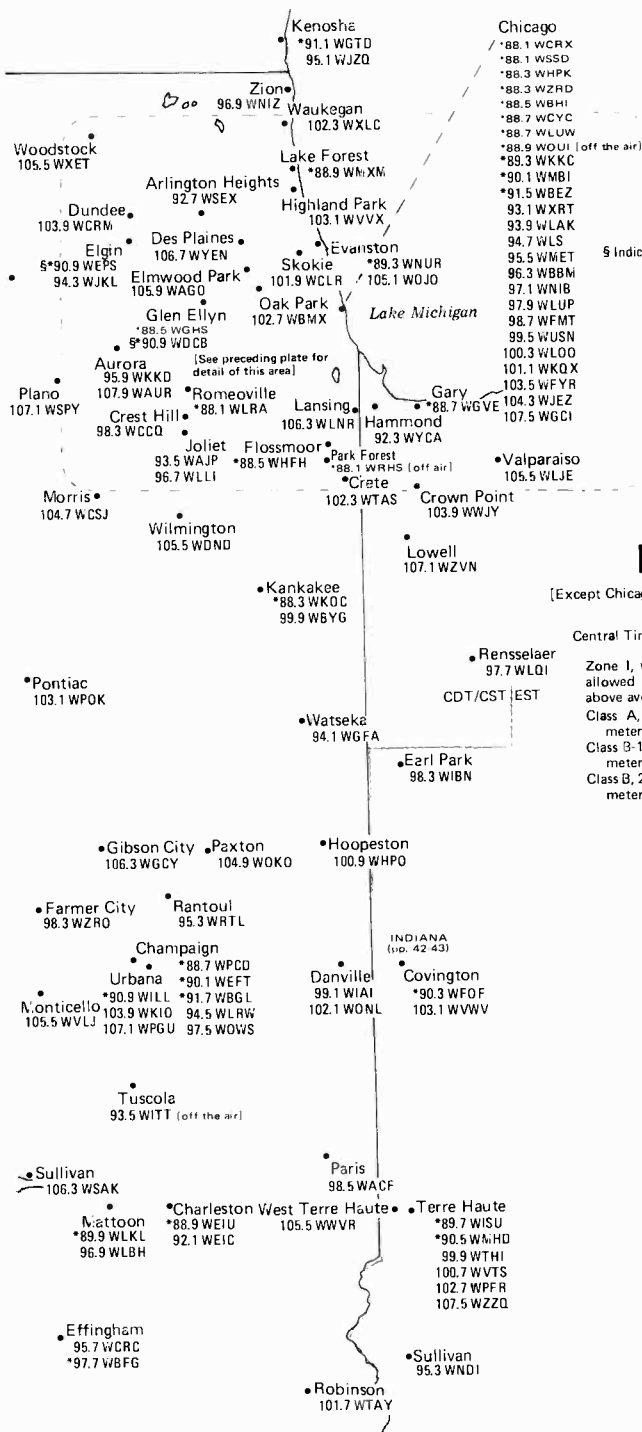 Kenosha
*91.1 WGTD
95.1 WJZQ
Zion
96.9 WNIZ
Waukegan
102.3 WXLC
Woodstock
105.5 WXET
Lake Forest
*88.9 WMXM
Arlington Heights
92.7 WSEX
Highland Park
103.1 WVVX
Dundee
103.9 WCRM
Des Plaines
106.7 WYEN
Evanston
*89.3 WNUR
105.1 WOJO
Elgin
§*90.9 WEPS
94.3 WJKL
Skokie
101.9 WCLR
Elmwood Park
105.9 WAGO
Oak Park
102.7 WBMX
Lake Michigan
Glen Ellyn
*88.5 WGHS
§*90.9 WDCB
Chicago
*88.1 WCRX
*88.1 WSSD
*88.3 WHPK
*88.3 WZRD
*88.5 WBHI
*88.7 WCYC
*88.7 WLUW
*88.9 WOUI [off the air]
*89.3 WKKC
*90.1 WMBI
*91.5 WBEZ
93.1 WXRT
93.9 WLAK
94.7 WLS
95.5 WMET
96.3 WBBM
97.1 WNIB
97.9 WLUP
98.7 WFMT
99.5 WUSN
100.3 WLOO
101.1 WKQX
103.5 WFYR
104.3 WJEZ
107.5 WGCI
§ Indic
Aurora
95.9 WKKD
107.9 WAUR
[See preceding plate for
detail of this area]
Plano
107.1 WSPY
Romeoville
*88.1 WLRA
Lansing
106.3 WLNR
Gary
*88.7 WGVE
Hammond
92.3 WYCA
Crest Hill
98.3 WCCQ
Joliet
93.5 WAJP
96.7 WLLI
Flossmoor
*88.5 WHFH
Park Forest
*88.1 WRHS [off air]
Valparaiso
105.5 WLJE
Crete
102.3 WTAS
Morris
104.7 WCSJ
Crown Point
103.9 WWJY
Wilmington
105.5 WDND
Lowell
107.1 WZVN
Kankakee
*88.3 WKOC
99.9 WBYG
[Except Chica
Central Tir
Zone I,
allowed
above av
Class A,
meter
Class B-1
meter
Class B, 2
meter
Rensselaer
97.7 WLQI
Pontiac
103.1 WPOK
CDT/CST EST
Watseka
94.1 WGFA
Earl Park
98.3 WIBN
Gibson City
106.3 WGCY
Paxton
104.9 WOKO
Hoopeston
100.9 WHPO
Farmer City
98.3 WZRO
Rantoul
95.3 WRTL
INDIANA
(pp. 42-43)
Champaign
*88.7 WPCD
*90.1 WEFT
*91.7 WBGL
94.5 WLRW
97.5 WOWS
Urbana
*90.9 WILL
103.9 WKIO
107.1 WPGU
Monticello
105.5 WVLJ
Danville
99.1 WIAI
102.1 WONL
Covington
*90.3 WFOF
103.1 WVWV
Tuscola
93.5 WITT [off the air]
Sullivan
106.3 WSAK
Paris
98.5 WACF
Mattoon
*89.9 WLKL
96.9 WLBH
Charleston
*88.9 WEIU
92.1 WEIC
West Terre Haute
105.5 WWVR
Terre Haute
*89.7 WISU
*90.5 WMHD
99.9 WTHI
100.7 WVTS
102.7 WPFR
107.5 WZZQ
Effingham
95.7 WCRC
*97.7 WBFG
Sullivan
95.3 WNDI
Robinson
101.7 WTAY